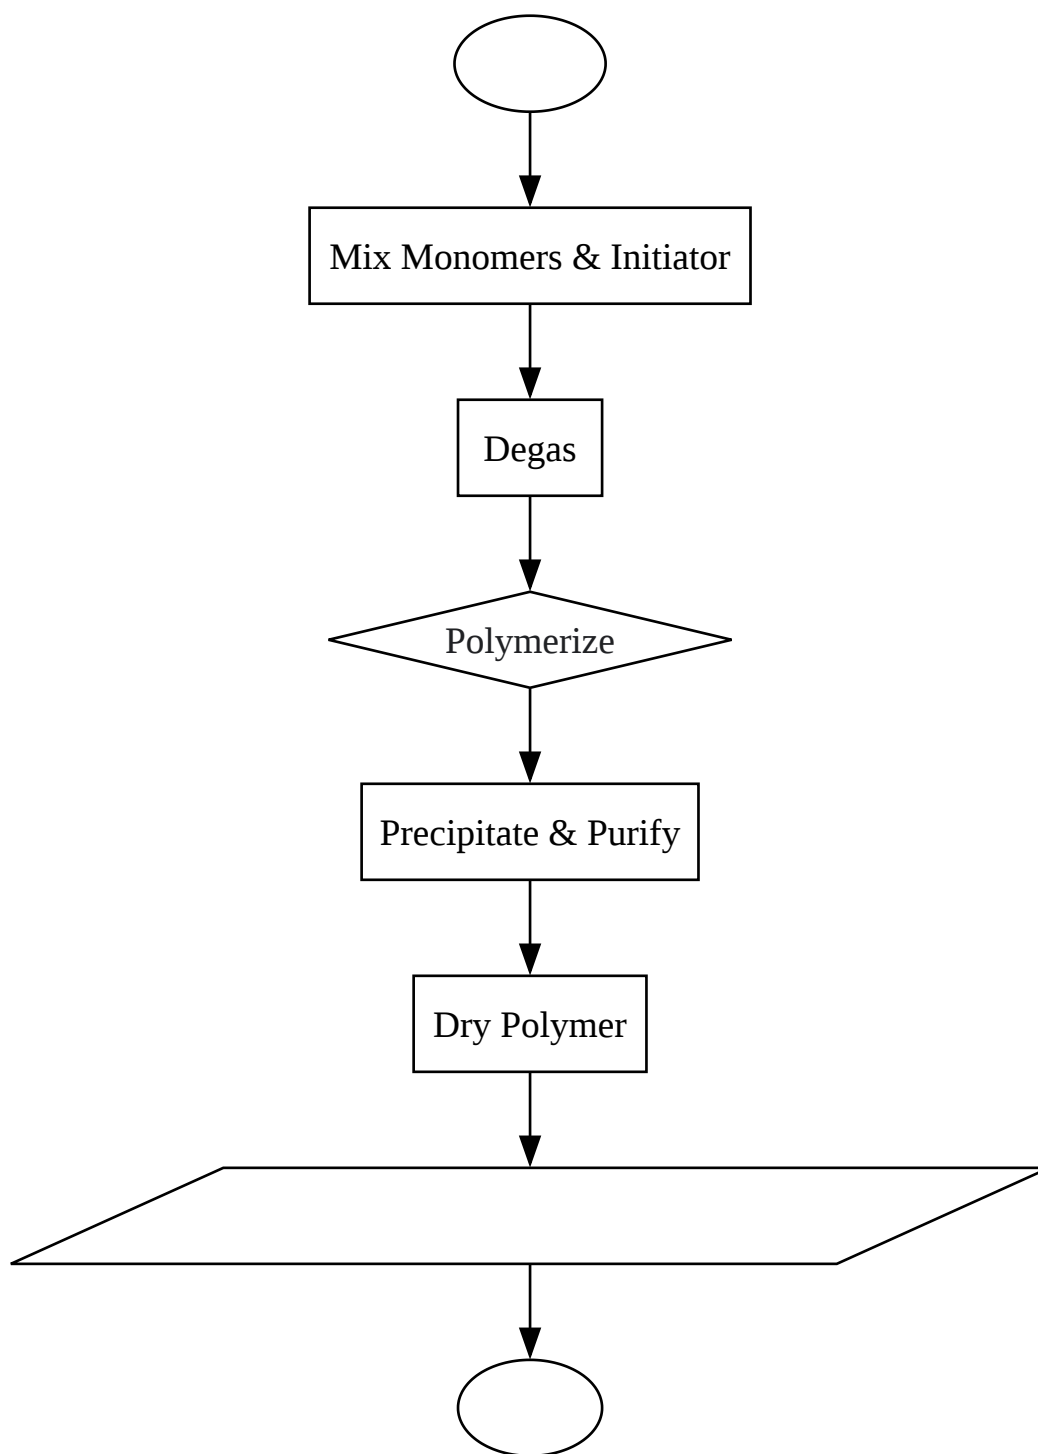 Mix Monomers & Initiator
Degas
Polymerize
Precipitate & Purify
Dry Polymer